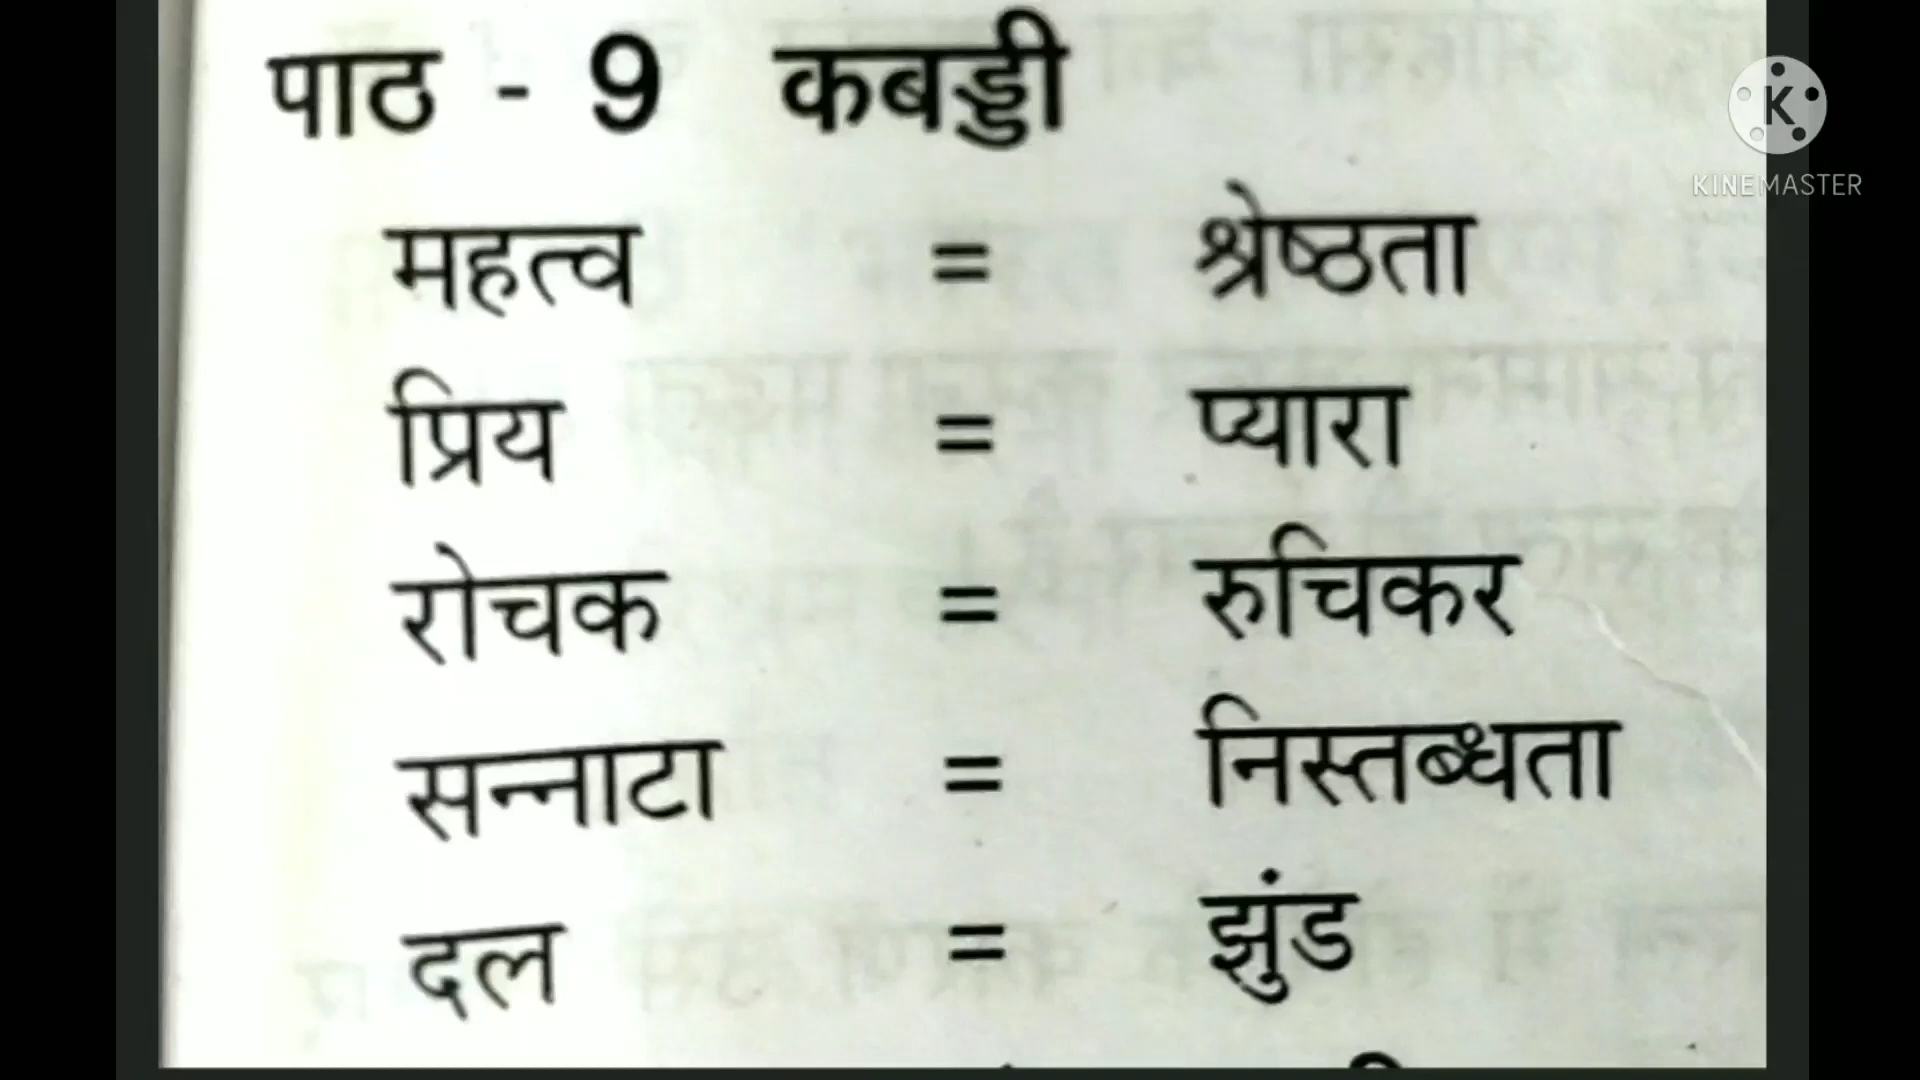 पाठ - 9 कबड्डी
महत्व = श्रेष्ठता
प्रिय = प्यारा
रोचक = रुचिकर
सन्नाटा = निस्तब्धता
दल = झुंड
K
KINEMASTER